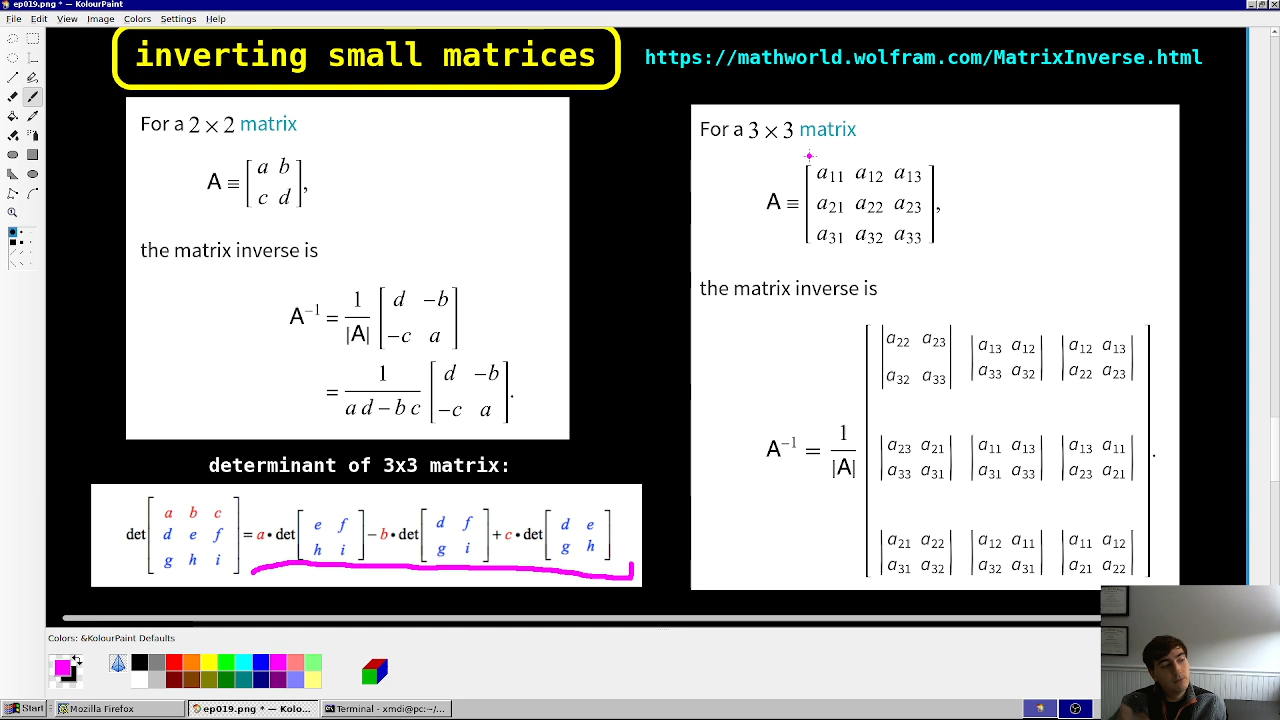 ep019.png * — KolourPaint
File Edit View Image Colors Settings Help
inverting small matrices
https://mathworld.wolfram.com/MatrixInverse.html
For a 2 × 2 matrix
A ≡ [ a b
c d ],
the matrix inverse is
A⁻¹ = 1/|A| [ d −b
−c a ]
= 1/(a d − b c) [ d −b
−c a ].
determinant of 3x3 matrix:
det [ a b c
d e f
g h i ] = a • det [ e f
h i ] − b • det [ d f
g i ] + c • det [ d e
g h ]
For a 3 × 3 matrix
A ≡ [ a₁₁ a₁₂ a₁₃
a₂₁ a₂₂ a₂₃
a₃₁ a₃₂ a₃₃ ],
the matrix inverse is
A⁻¹ = 1/|A| [ |a₂₂ a₂₃| |a₁₃ a₁₂| |a₁₂ a₁₃|
|a₃₂ a₃₃| |a₃₃ a₃₂| |a₂₂ a₂₃|
|a₂₃ a₂₁| |a₁₁ a₁₃| |a₁₃ a₁₁|
|a₃₃ a₃₁| |a₃₁ a₃₃| |a₂₃ a₂₁|
|a₂₁ a₂₂| |a₁₂ a₁₁| |a₁₁ a₁₂|
|a₃₁ a₃₂| |a₃₂ a₃₁| |a₂₁ a₂₂| ].
Colors: &KolourPaint Defaults
Start Mozilla Firefox ep019.png * — Kolo... Terminal - xmdi@pc:~/...